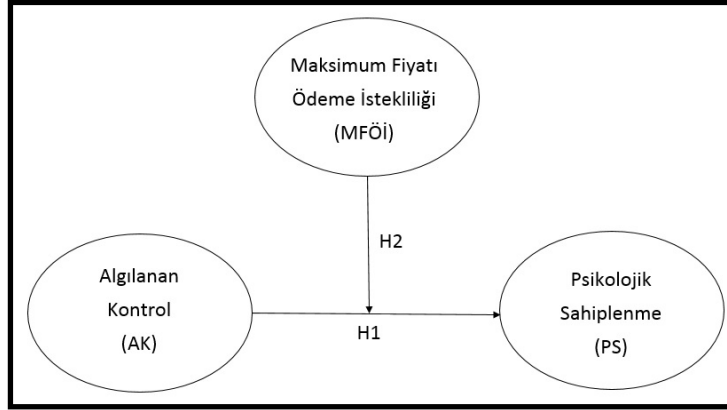 Maksimum Fiyatı
Ödeme İstekliliği
(MFÖİ)
H2
Algılanan
Kontrol
(AK)
H1
Psikolojik
Sahiplenme
(PS)